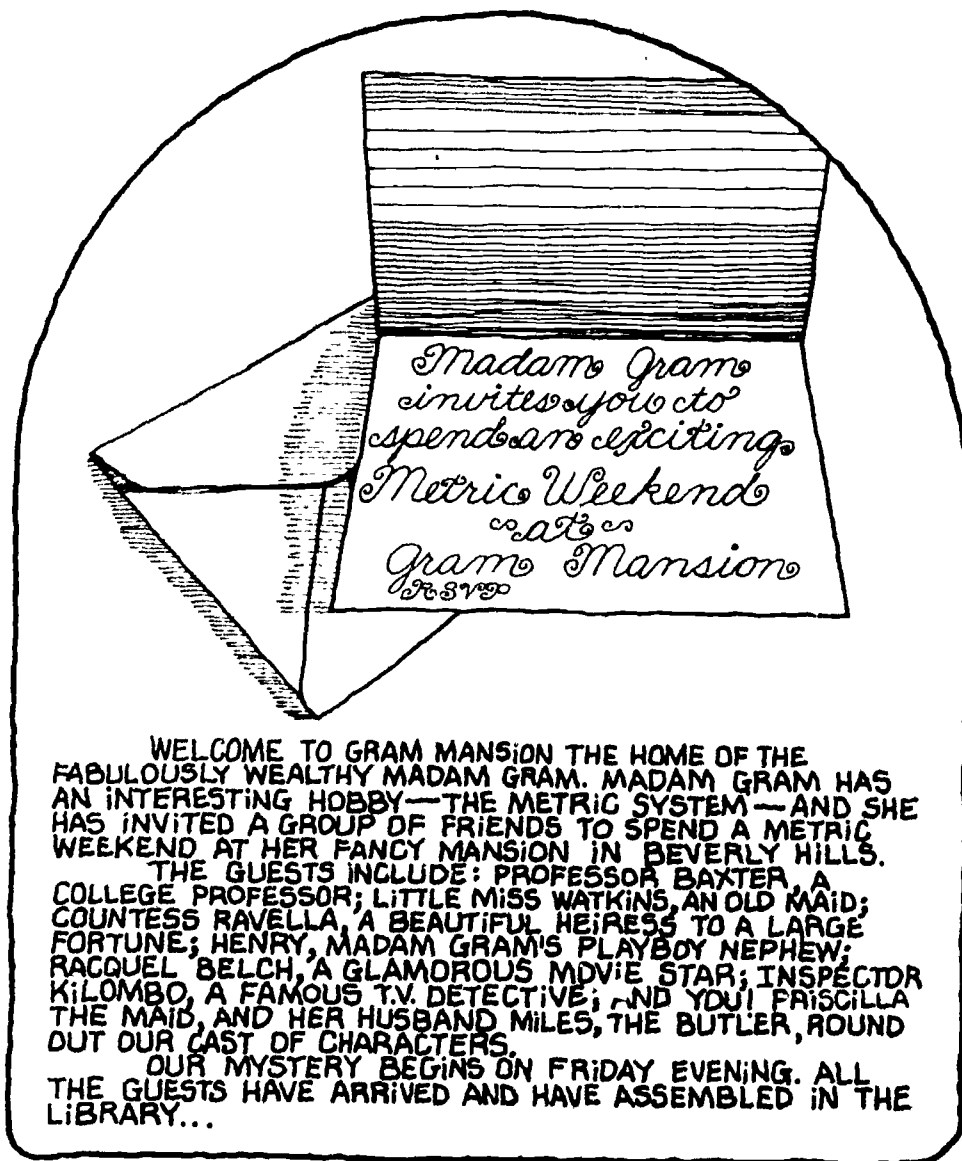 Madam Gram
invites you to
spend an exciting
Metric Weekend
at
Gram Mansion
RSVP
WELCOME TO GRAM MANSION THE HOME OF THE
FABULOUSLY WEALTHY MADAM GRAM. MADAM GRAM HAS
AN INTERESTING HOBBY—THE METRIC SYSTEM—AND SHE
HAS INVITED A GROUP OF FRIENDS TO SPEND A METRIC
WEEKEND AT HER FANCY MANSION IN BEVERLY HILLS.
THE GUESTS INCLUDE: PROFESSOR BAXTER, A
COLLEGE PROFESSOR; LITTLE MISS WATKINS, AN OLD MAID;
COUNTESS RAVELLA, A BEAUTIFUL HEIRESS TO A LARGE
FORTUNE; HENRY, MADAM GRAM'S PLAYBOY NEPHEW;
RACQUEL BELCH, A GLAMOROUS MOVIE STAR; INSPECTOR
KILOMBO, A FAMOUS T.V. DETECTIVE; AND YOU! PRISCILLA
THE MAID, AND HER HUSBAND MILES, THE BUTLER, ROUND
OUT OUR CAST OF CHARACTERS.
OUR MYSTERY BEGINS ON FRIDAY EVENING. ALL
THE GUESTS HAVE ARRIVED AND HAVE ASSEMBLED IN THE
LIBRARY...